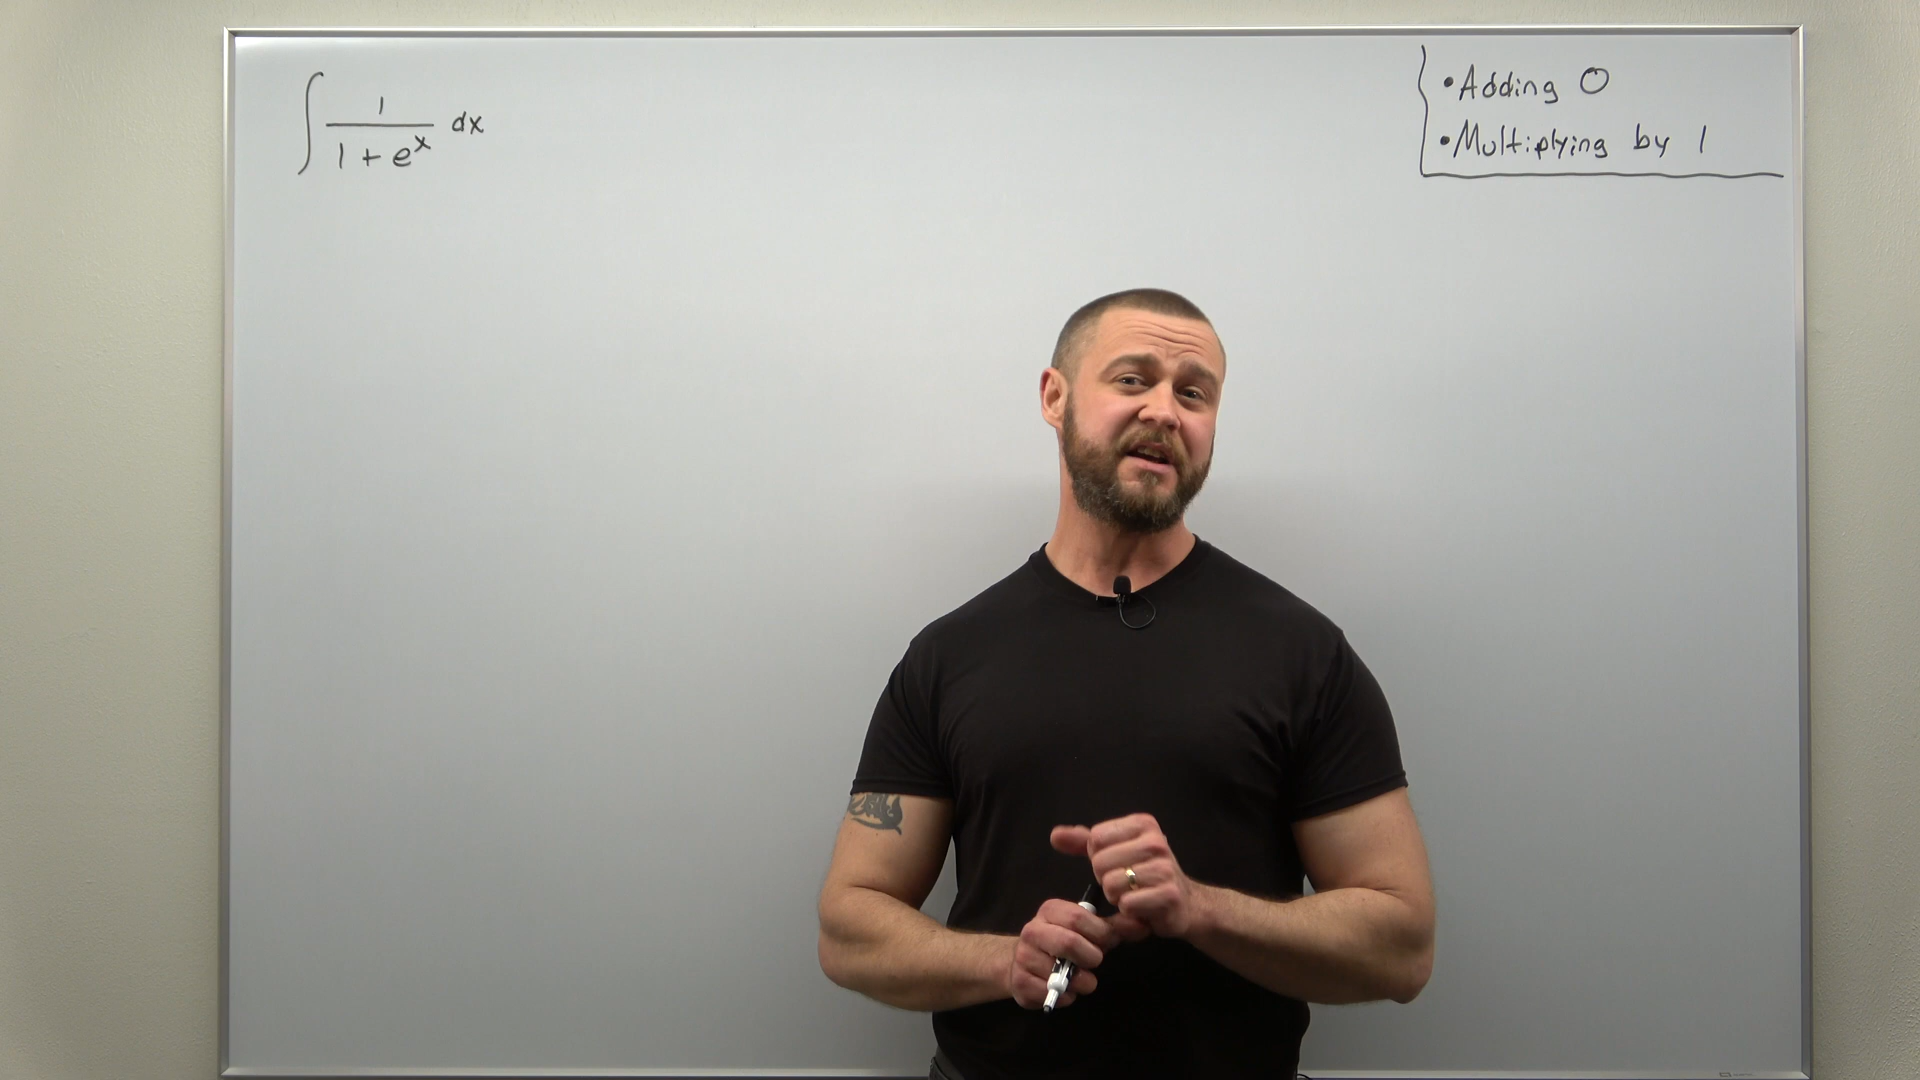 ∫ 1/(1 + e^x) dx
• Adding 0
• Multiplying by 1